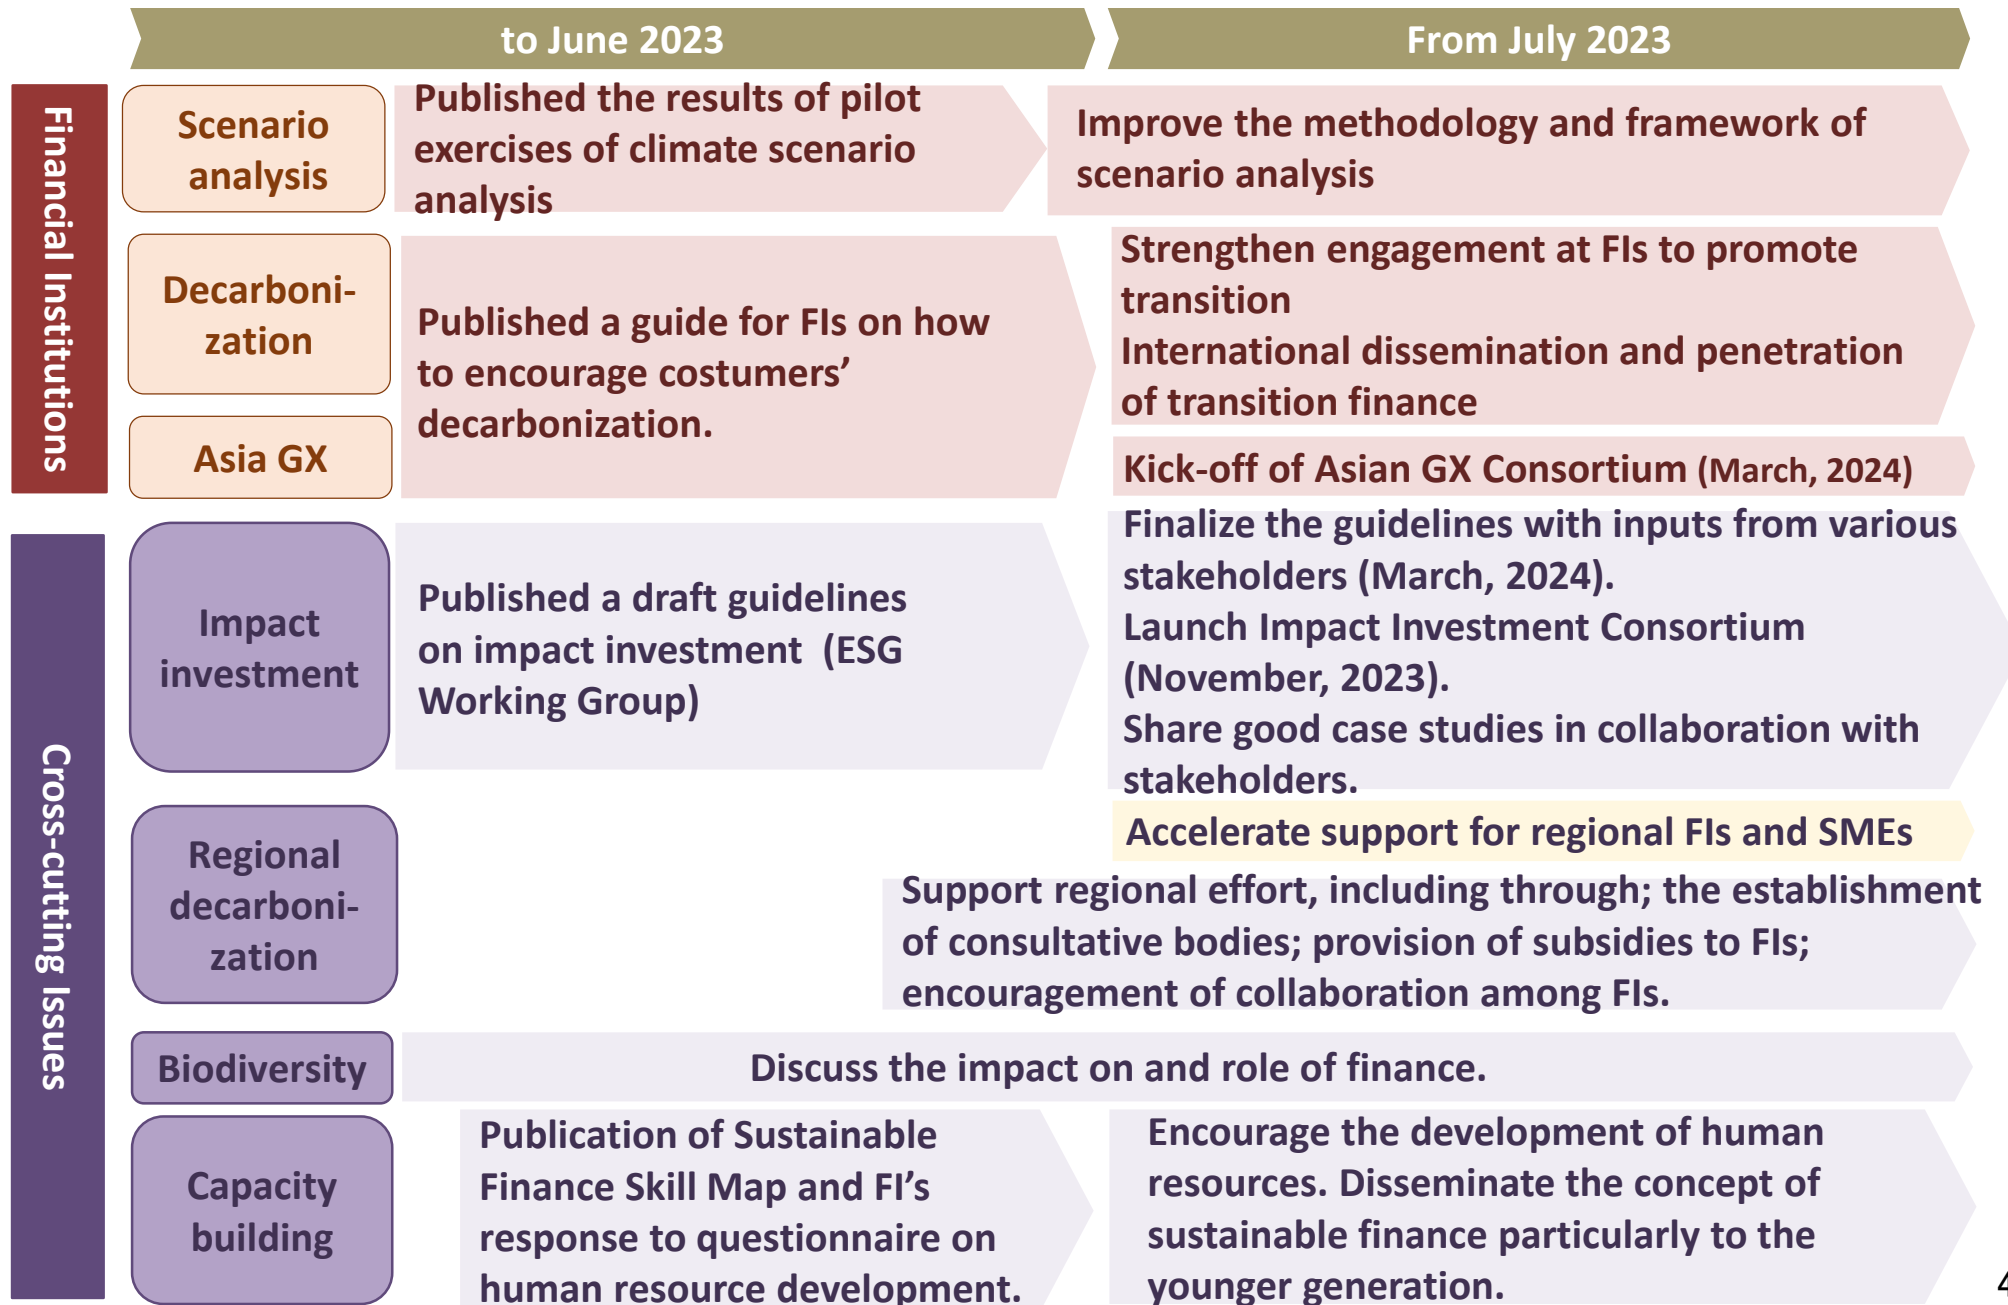 to June 2023
From July 2023
Financial Institutions
Scenario
analysis
Published the results of pilot
exercises of climate scenario
analysis
Improve the methodology and framework of
scenario analysis
Decarboni-
zation
Asia GX
Published a guide for FIs on how
to encourage costumers’
decarbonization.
Strengthen engagement at FIs to promote
transition
International dissemination and penetration
of transition finance
Kick-off of Asian GX Consortium (March, 2024)
Cross-cutting Issues
Impact
investment
Published a draft guidelines
on impact investment (ESG
Working Group)
Finalize the guidelines with inputs from various
stakeholders (March, 2024).
Launch Impact Investment Consortium
(November, 2023).
Share good case studies in collaboration with
stakeholders.
Regional
decarboni-
zation
Accelerate support for regional FIs and SMEs
Support regional effort, including through; the establishment
of consultative bodies; provision of subsidies to FIs;
encouragement of collaboration among FIs.
Biodiversity
Discuss the impact on and role of finance.
Capacity
building
Publication of Sustainable
Finance Skill Map and FI’s
response to questionnaire on
human resource development.
Encourage the development of human
resources. Disseminate the concept of
sustainable finance particularly to the
younger generation.
4